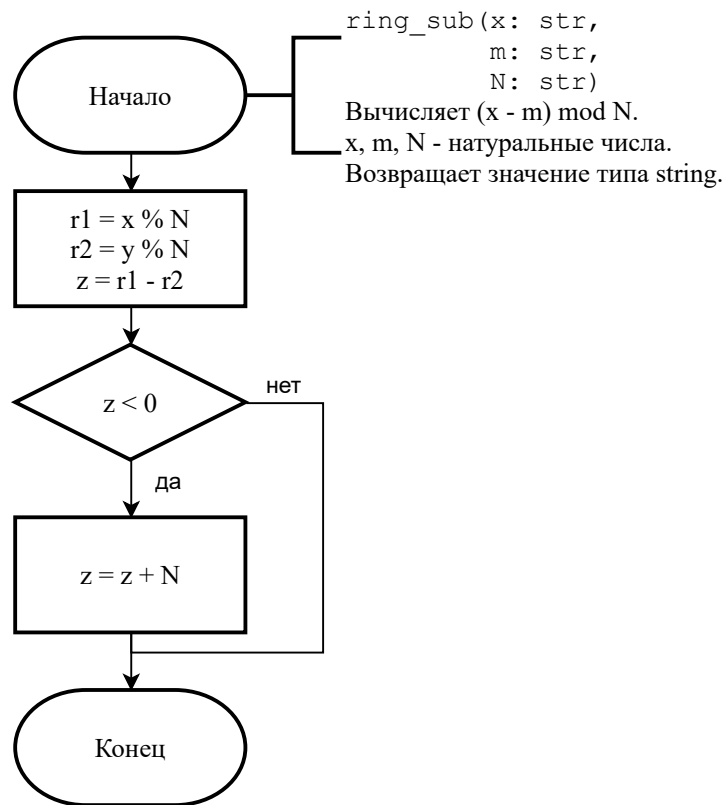 Начало
ring_sub(x: str,
m: str,
N: str)
Вычисляет (x - m) mod N.
x, m, N - натуральные числа.
Возвращает значение типа string.
r1 = x % N
r2 = y % N
z = r1 - r2
z < 0
нет
да
z = z + N
Конец